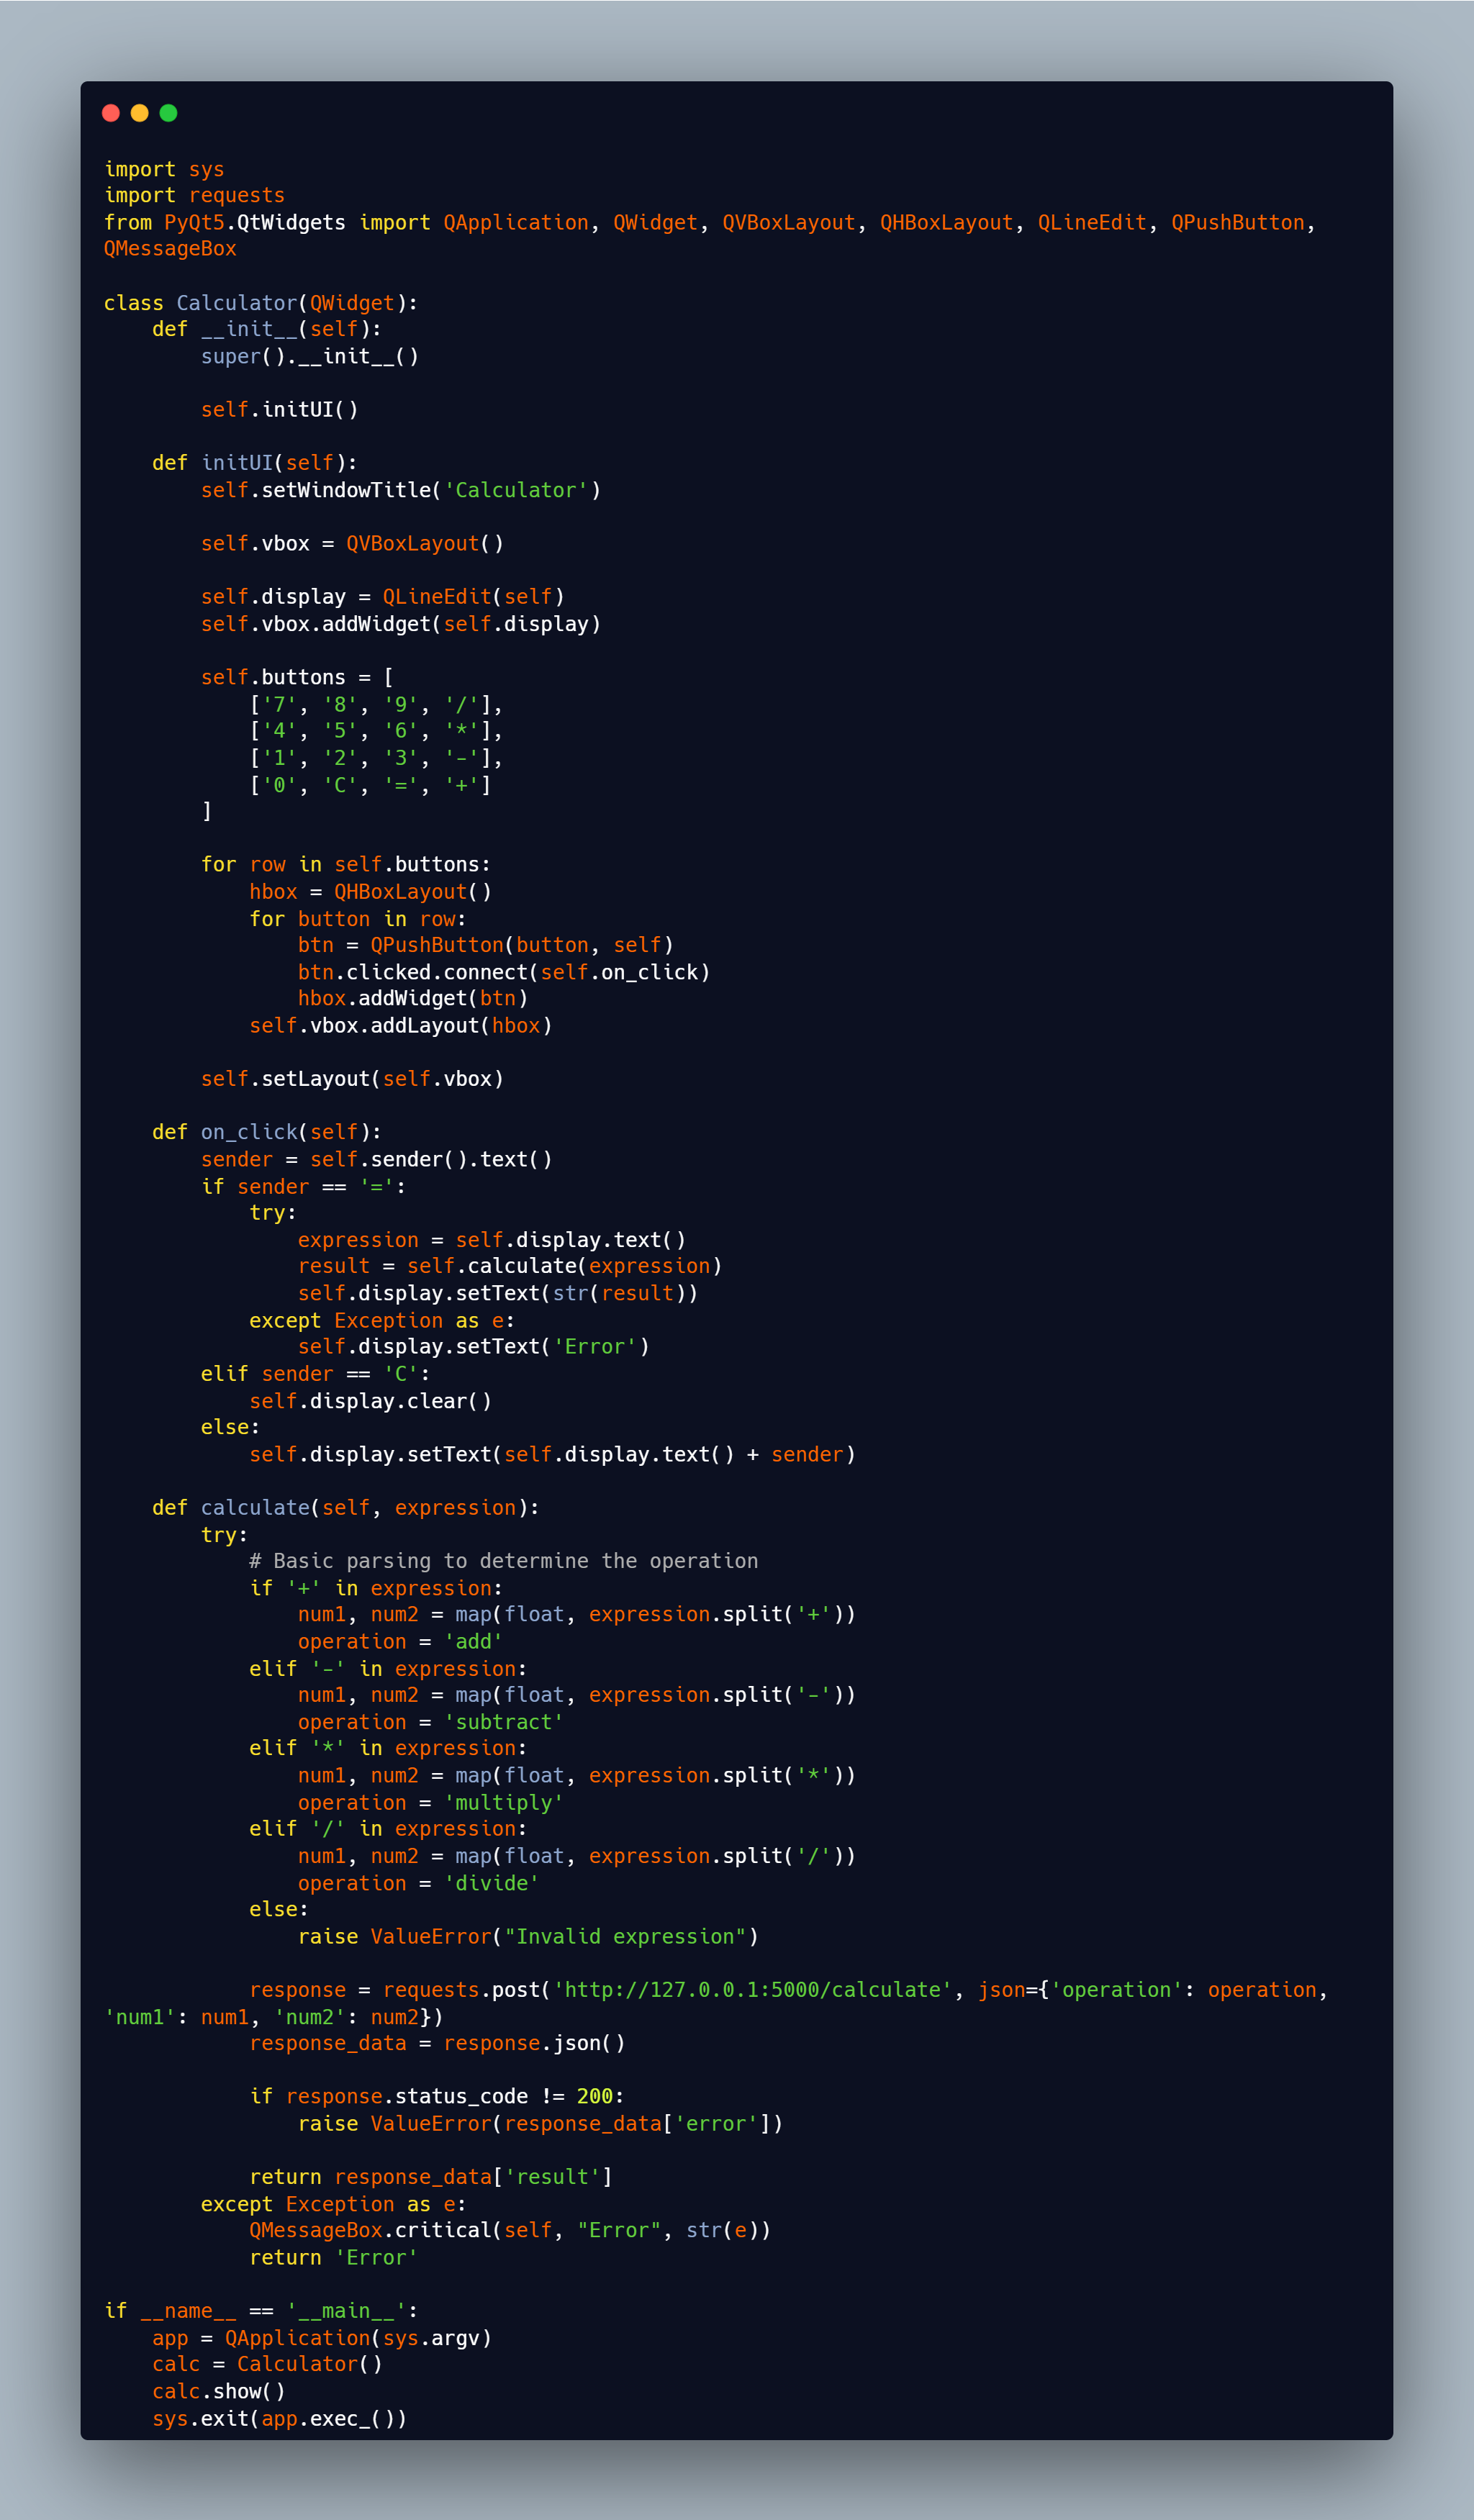 import sys
import requests
from PyQt5.QtWidgets import QApplication, QWidget, QVBoxLayout, QHBoxLayout, QLineEdit, QPushButton,
QMessageBox

class Calculator(QWidget):
    def __init__(self):
        super().__init__()

        self.initUI()

    def initUI(self):
        self.setWindowTitle('Calculator')

        self.vbox = QVBoxLayout()

        self.display = QLineEdit(self)
        self.vbox.addWidget(self.display)

        self.buttons = [
            ['7', '8', '9', '/'],
            ['4', '5', '6', '*'],
            ['1', '2', '3', '-'],
            ['0', 'C', '=', '+']
        ]

        for row in self.buttons:
            hbox = QHBoxLayout()
            for button in row:
                btn = QPushButton(button, self)
                btn.clicked.connect(self.on_click)
                hbox.addWidget(btn)
            self.vbox.addLayout(hbox)

        self.setLayout(self.vbox)

    def on_click(self):
        sender = self.sender().text()
        if sender == '=':
            try:
                expression = self.display.text()
                result = self.calculate(expression)
                self.display.setText(str(result))
            except Exception as e:
                self.display.setText('Error')
        elif sender == 'C':
            self.display.clear()
        else:
            self.display.setText(self.display.text() + sender)

    def calculate(self, expression):
        try:
            # Basic parsing to determine the operation
            if '+' in expression:
                num1, num2 = map(float, expression.split('+'))
                operation = 'add'
            elif '-' in expression:
                num1, num2 = map(float, expression.split('-'))
                operation = 'subtract'
            elif '*' in expression:
                num1, num2 = map(float, expression.split('*'))
                operation = 'multiply'
            elif '/' in expression:
                num1, num2 = map(float, expression.split('/'))
                operation = 'divide'
            else:
                raise ValueError("Invalid expression")

            response = requests.post('http://127.0.0.1:5000/calculate', json={'operation': operation,
'num1': num1, 'num2': num2})
            response_data = response.json()

            if response.status_code != 200:
                raise ValueError(response_data['error'])

            return response_data['result']
        except Exception as e:
            QMessageBox.critical(self, "Error", str(e))
            return 'Error'

if __name__ == '__main__':
    app = QApplication(sys.argv)
    calc = Calculator()
    calc.show()
    sys.exit(app.exec_())